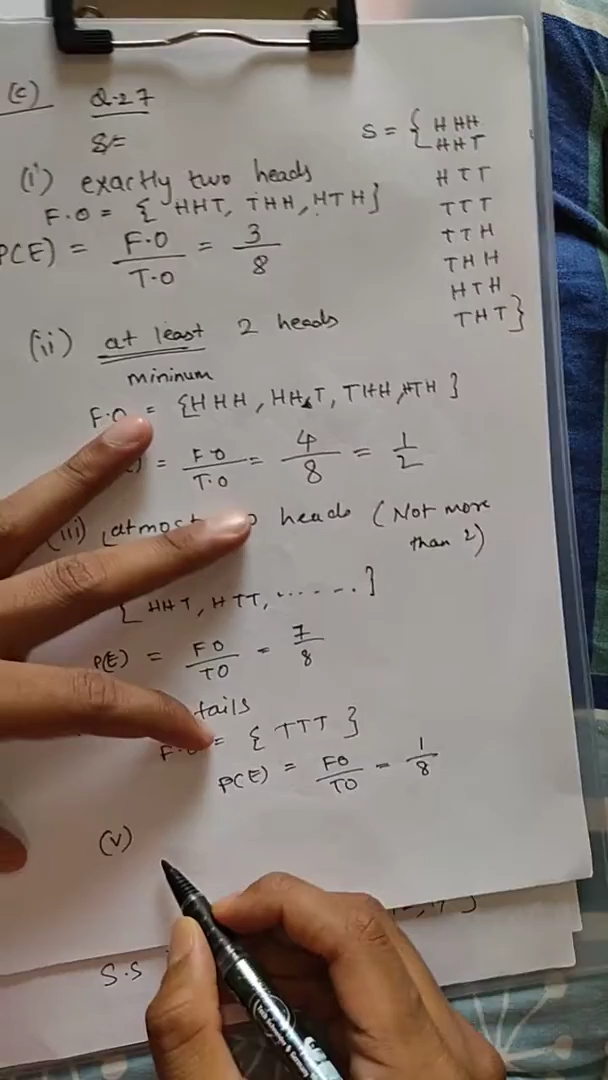 (c) Q.27
S=
S = { HHH
HHT
HTT
TTT
TTH
THH
HTH
THT}
(i) exactly two heads
F.O = { HHT, THH, HTH}
P(E) = F.O / T.O = 3 / 8
(ii) at least 2 heads
mininum
F.O = {HHH, HHT, THH, HTH}
= F.O / T.O = 4 / 8 = 1 / 2
(iii) atmost heads (Not more
than 2)
{ HHT, HTT, ..... }
P(E) = FO / TO = 7 / 8
tails
F.O = { TTT }
P(E) = FO / TO = 1 / 8
(v)
S.S